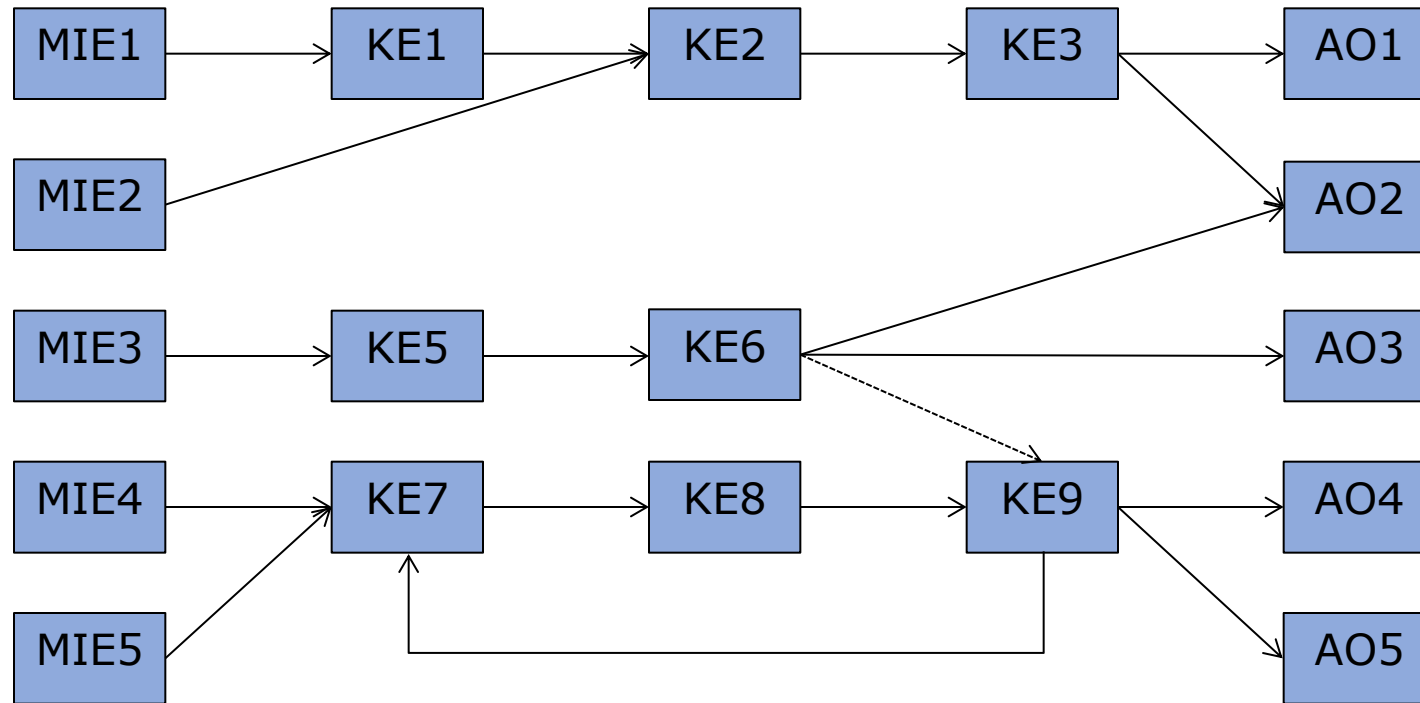 MIE1 KE1 KE2 KE3 AO1
MIE2 AO2
MIE3 KE5 KE6 AO3
MIE4 KE7 KE8 KE9 AO4
MIE5 AO5